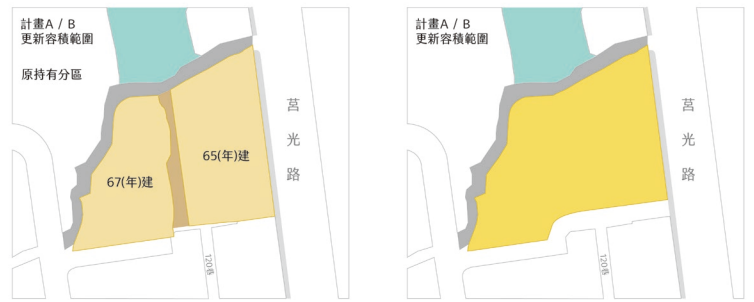 計畫A / B
更新容積範圍
原持有分區
67(年)建
65(年)建
莒光路
120巷
計畫A / B
更新容積範圍
莒光路
120巷